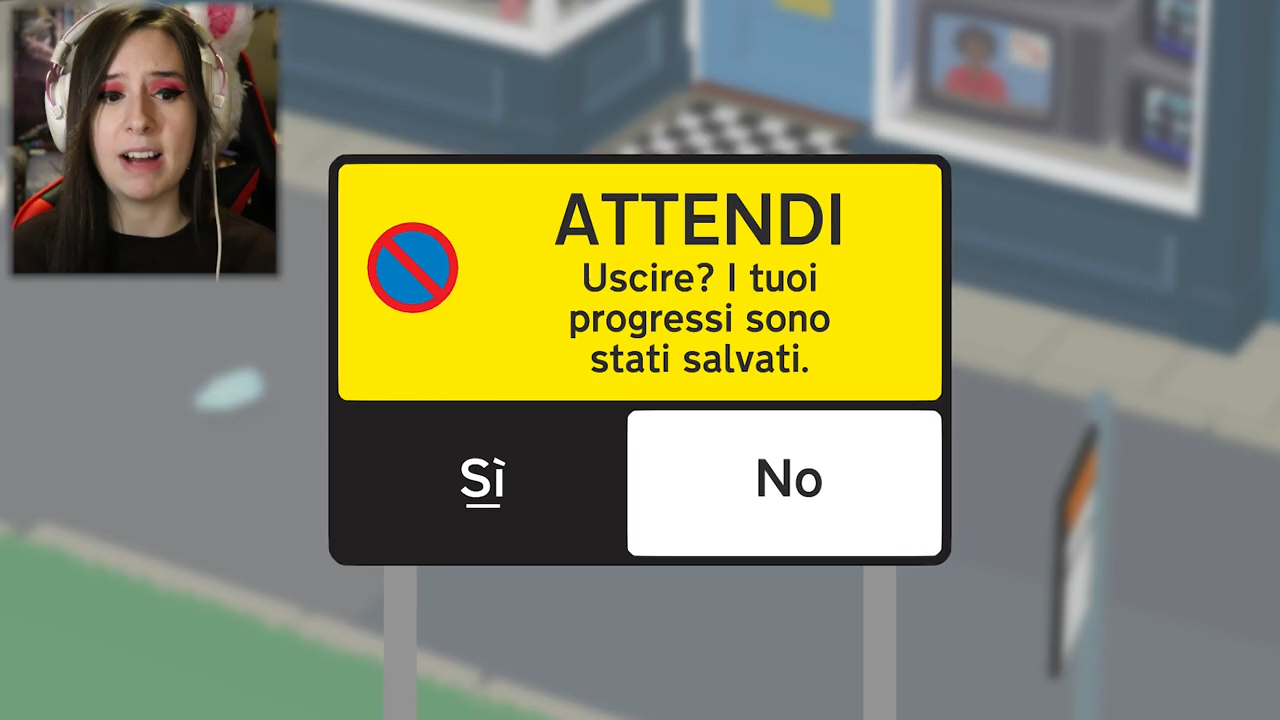 ATTENDI
Uscire? I tuoi
progressi sono
stati salvati.
Sì
No